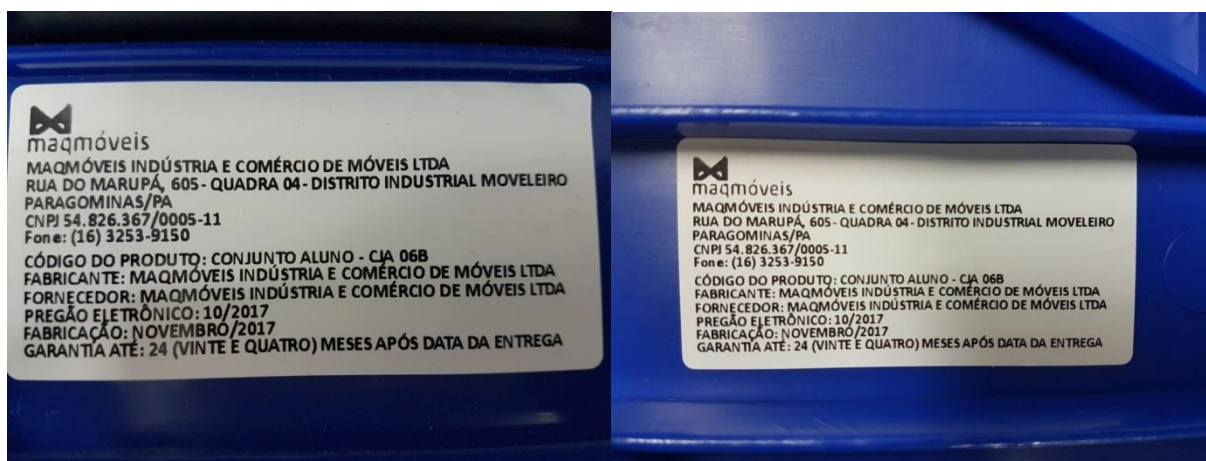 maqmóveis
MAQMÓVEIS INDÚSTRIA E COMÉRCIO DE MÓVEIS LTDA
RUA DO MARUPÁ, 605 - QUADRA 04 - DISTRITO INDUSTRIAL MOVELEIRO
PARAGOMINAS/PA
CNPJ 54.826.367/0005-11
Fone: (16) 3253-9150
CÓDIGO DO PRODUTO: CONJUNTO ALUNO - CJA 06B
FABRICANTE: MAQMÓVEIS INDÚSTRIA E COMÉRCIO DE MÓVEIS LTDA
FORNECEDOR: MAQMÓVEIS INDÚSTRIA E COMÉRCIO DE MÓVEIS LTDA
PREGÃO ELETRÔNICO: 10/2017
FABRICAÇÃO: NOVEMBRO/2017
GARANTIA ATÉ: 24 (VINTE E QUATRO) MESES APÓS DATA DA ENTREGA
maqmóveis
MAQMÓVEIS INDÚSTRIA E COMÉRCIO DE MÓVEIS LTDA
RUA DO MARUPÁ, 605 - QUADRA 04 - DISTRITO INDUSTRIAL MOVELEIRO
PARAGOMINAS/PA
CNPJ 54.826.367/0005-11
Fone: (16) 3253-9150
CÓDIGO DO PRODUTO: CONJUNTO ALUNO - CJA 06B
FABRICANTE: MAQMÓVEIS INDÚSTRIA E COMÉRCIO DE MÓVEIS LTDA
FORNECEDOR: MAQMÓVEIS INDÚSTRIA E COMÉRCIO DE MÓVEIS LTDA
PREGÃO ELETRÔNICO: 10/2017
FABRICAÇÃO: NOVEMBRO/2017
GARANTIA ATÉ: 24 (VINTE E QUATRO) MESES APÓS DATA DA ENTREGA